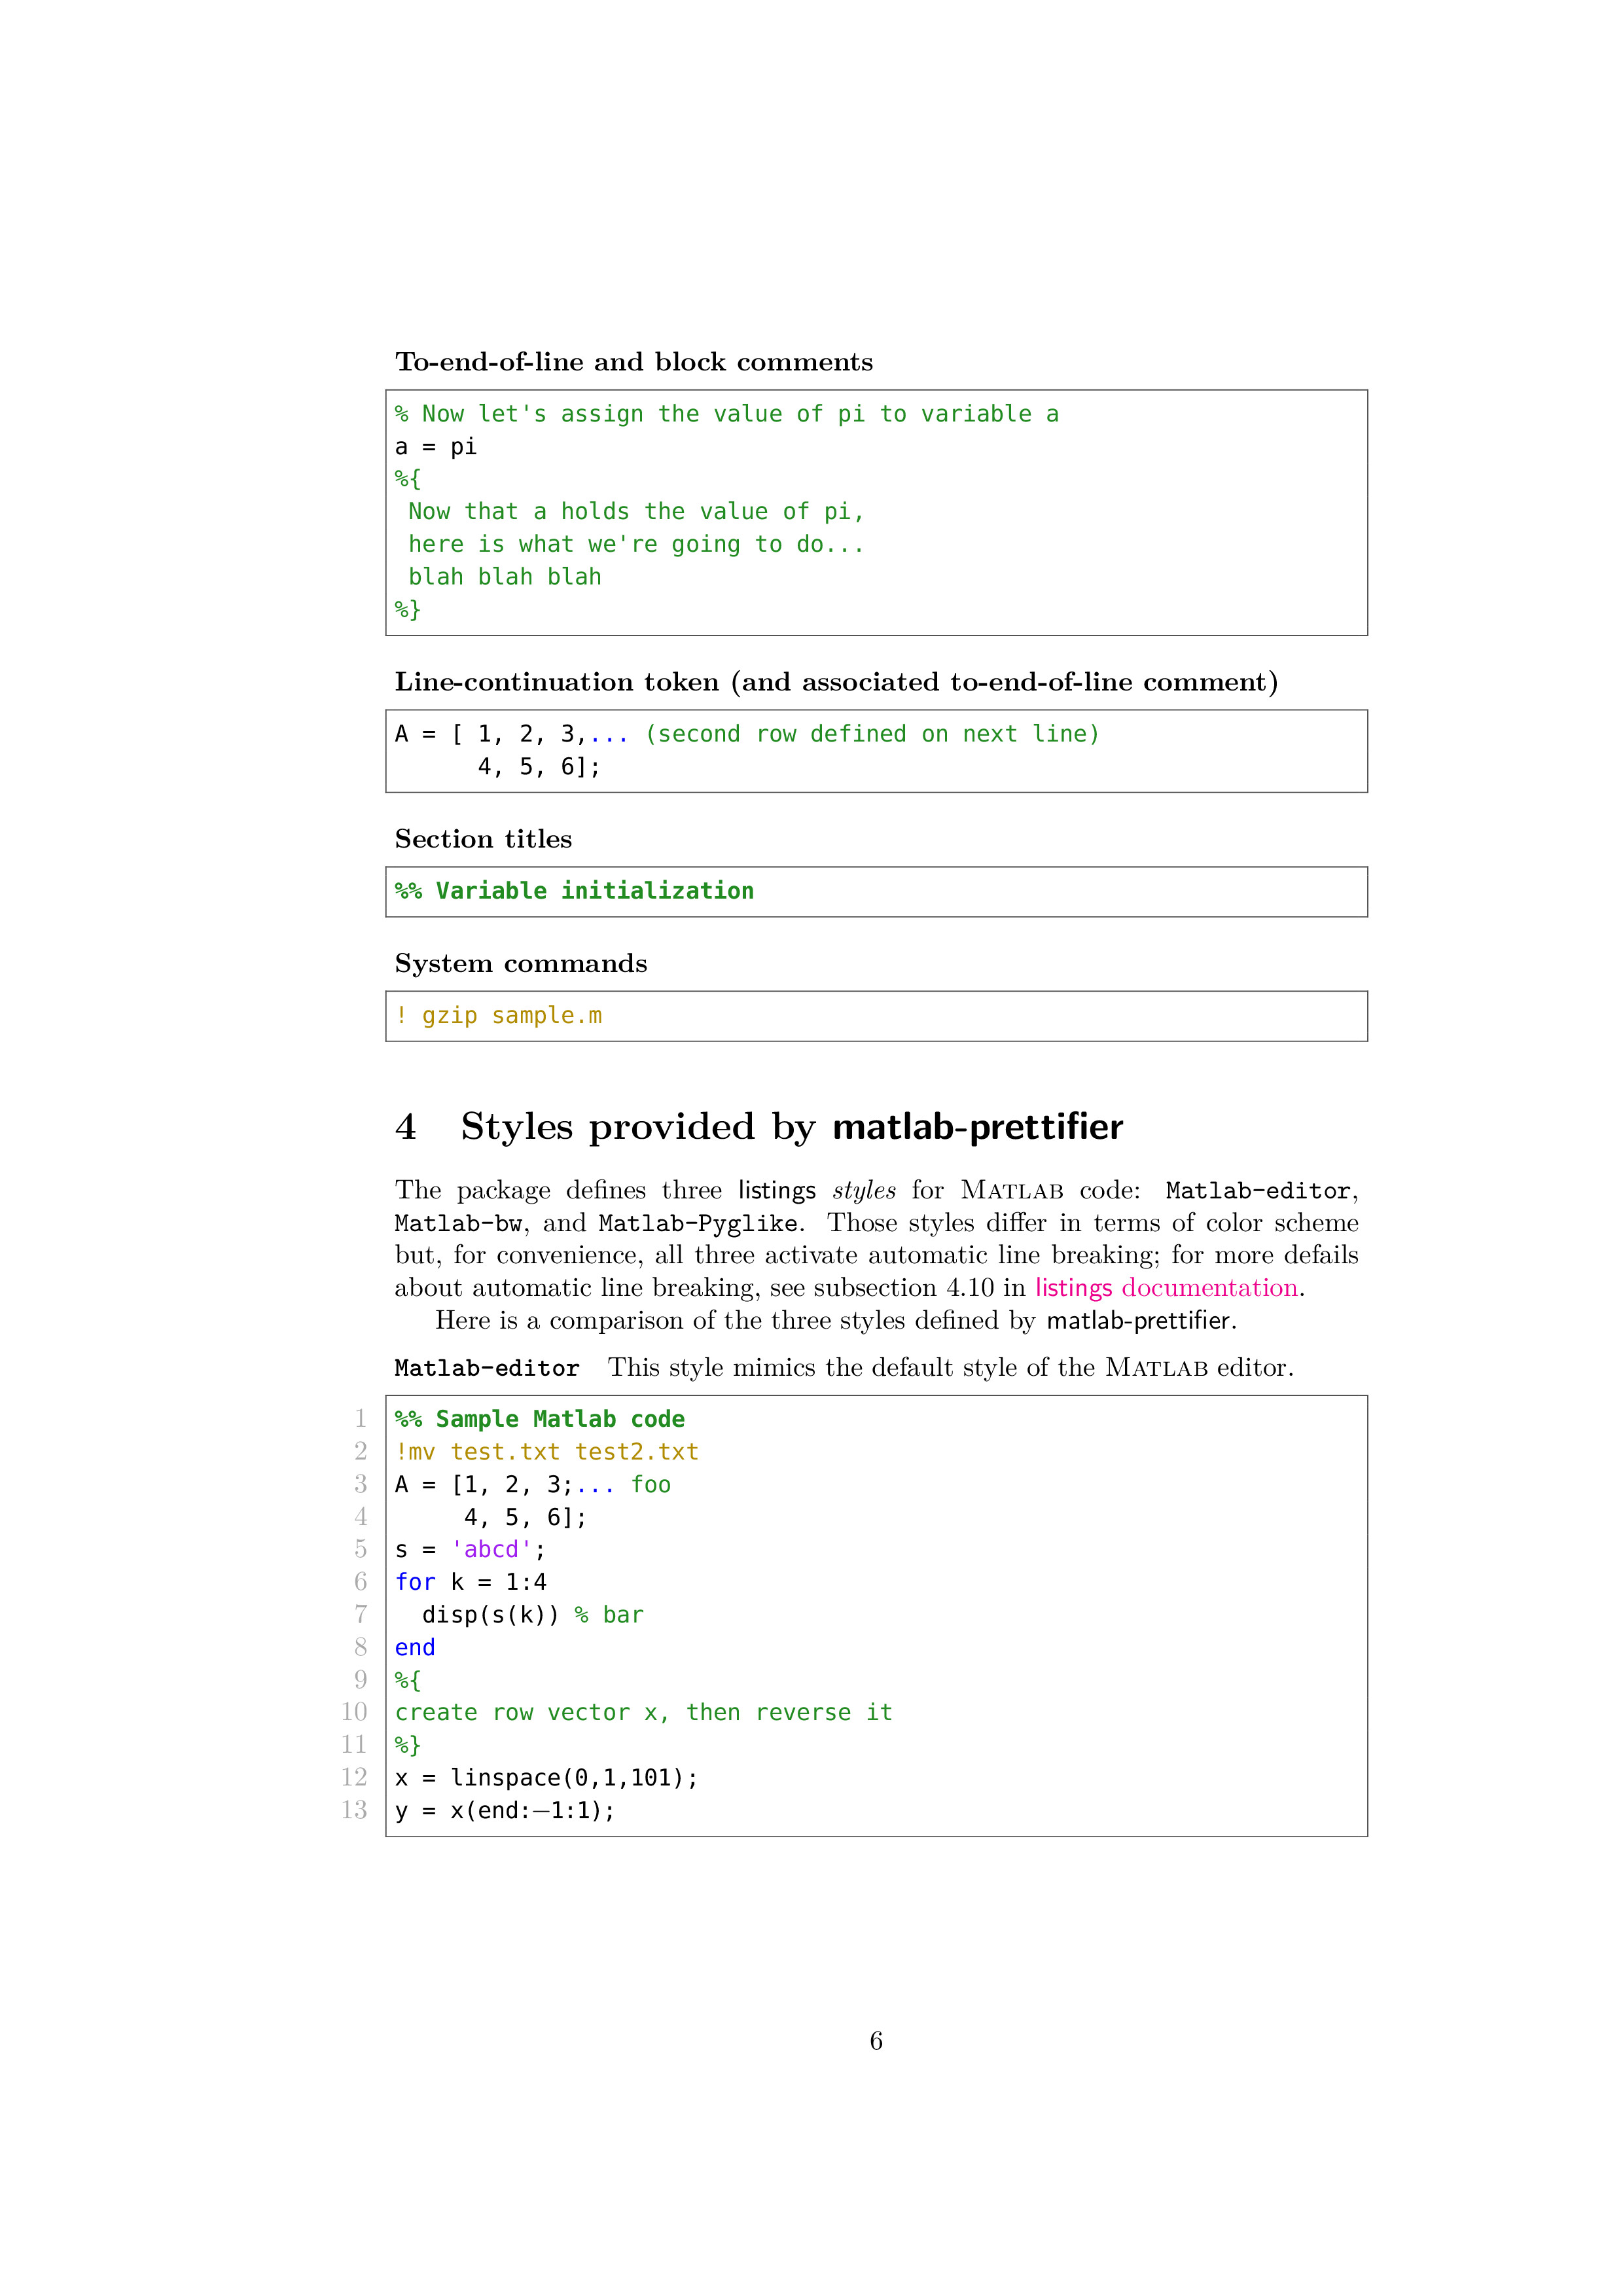 To-end-of-line and block comments
% Now let's assign the value of pi to variable a
a = pi
%{
 Now that a holds the value of pi,
 here is what we're going to do...
 blah blah blah
%}
Line-continuation token (and associated to-end-of-line comment)
A = [ 1, 2, 3,... (second row defined on next line)
      4, 5, 6];
Section titles
%% Variable initialization
System commands
! gzip sample.m
4 Styles provided by matlab-prettifier
The package defines three listings styles for MATLAB code: Matlab-editor,
Matlab-bw, and Matlab-Pyglike. Those styles differ in terms of color scheme
but, for convenience, all three activate automatic line breaking; for more defails
about automatic line breaking, see subsection 4.10 in listings documentation.
Here is a comparison of the three styles defined by matlab-prettifier.
Matlab-editor This style mimics the default style of the MATLAB editor.
1 %% Sample Matlab code
2 !mv test.txt test2.txt
3 A = [1, 2, 3;... foo
4      4, 5, 6];
5 s = 'abcd';
6 for k = 1:4
7   disp(s(k)) % bar
8 end
9 %{
10 create row vector x, then reverse it
11 %}
12 x = linspace(0,1,101);
13 y = x(end:−1:1);
6